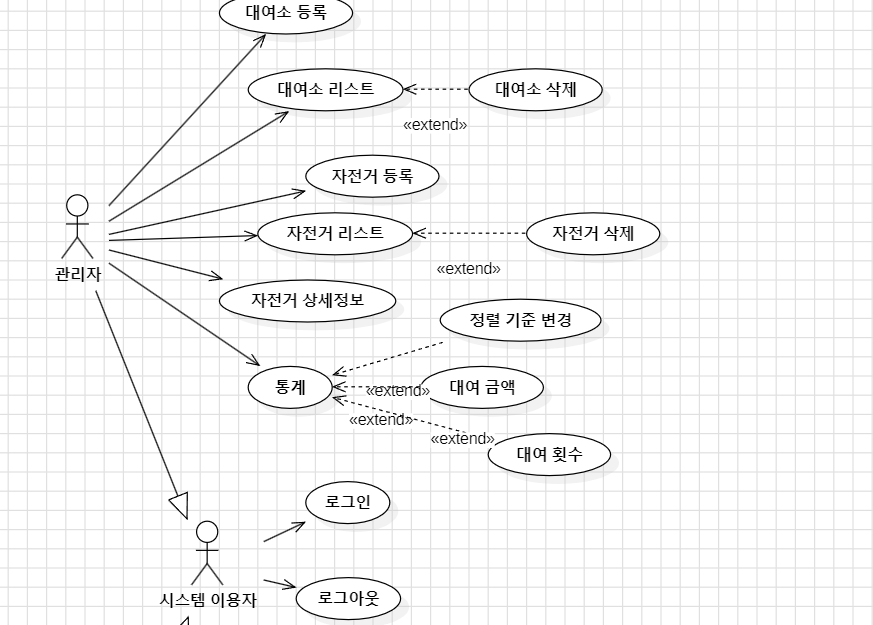 대여소 등록
대여소 리스트
대여소 삭제
«extend»
자전거 등록
자전거 리스트
자전거 삭제
«extend»
관리자
자전거 상세정보
정렬 기준 변경
통계
«extend»
대여 금액
«extend»
«extend»
대여 횟수
로그인
시스템 이용자
로그아웃